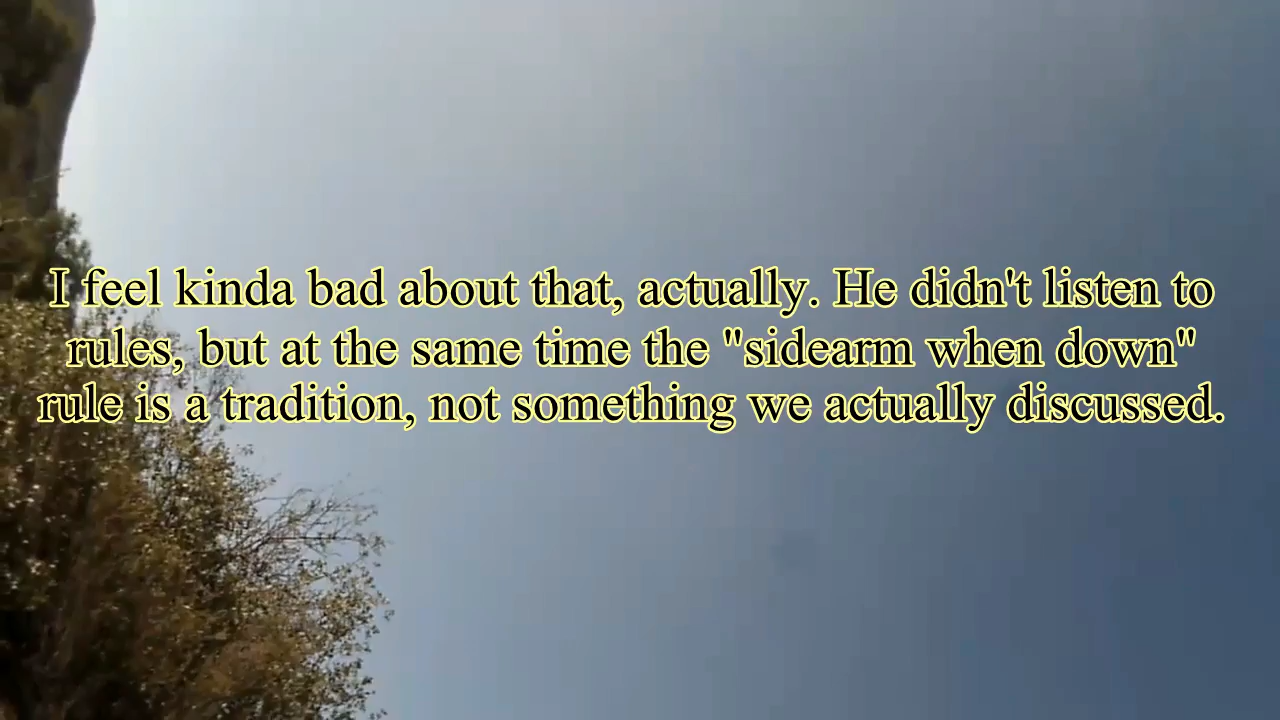 I feel kinda bad about that, actually. He didn't listen to
rules, but at the same time the "sidearm when down"
rule is a tradition, not something we actually discussed.